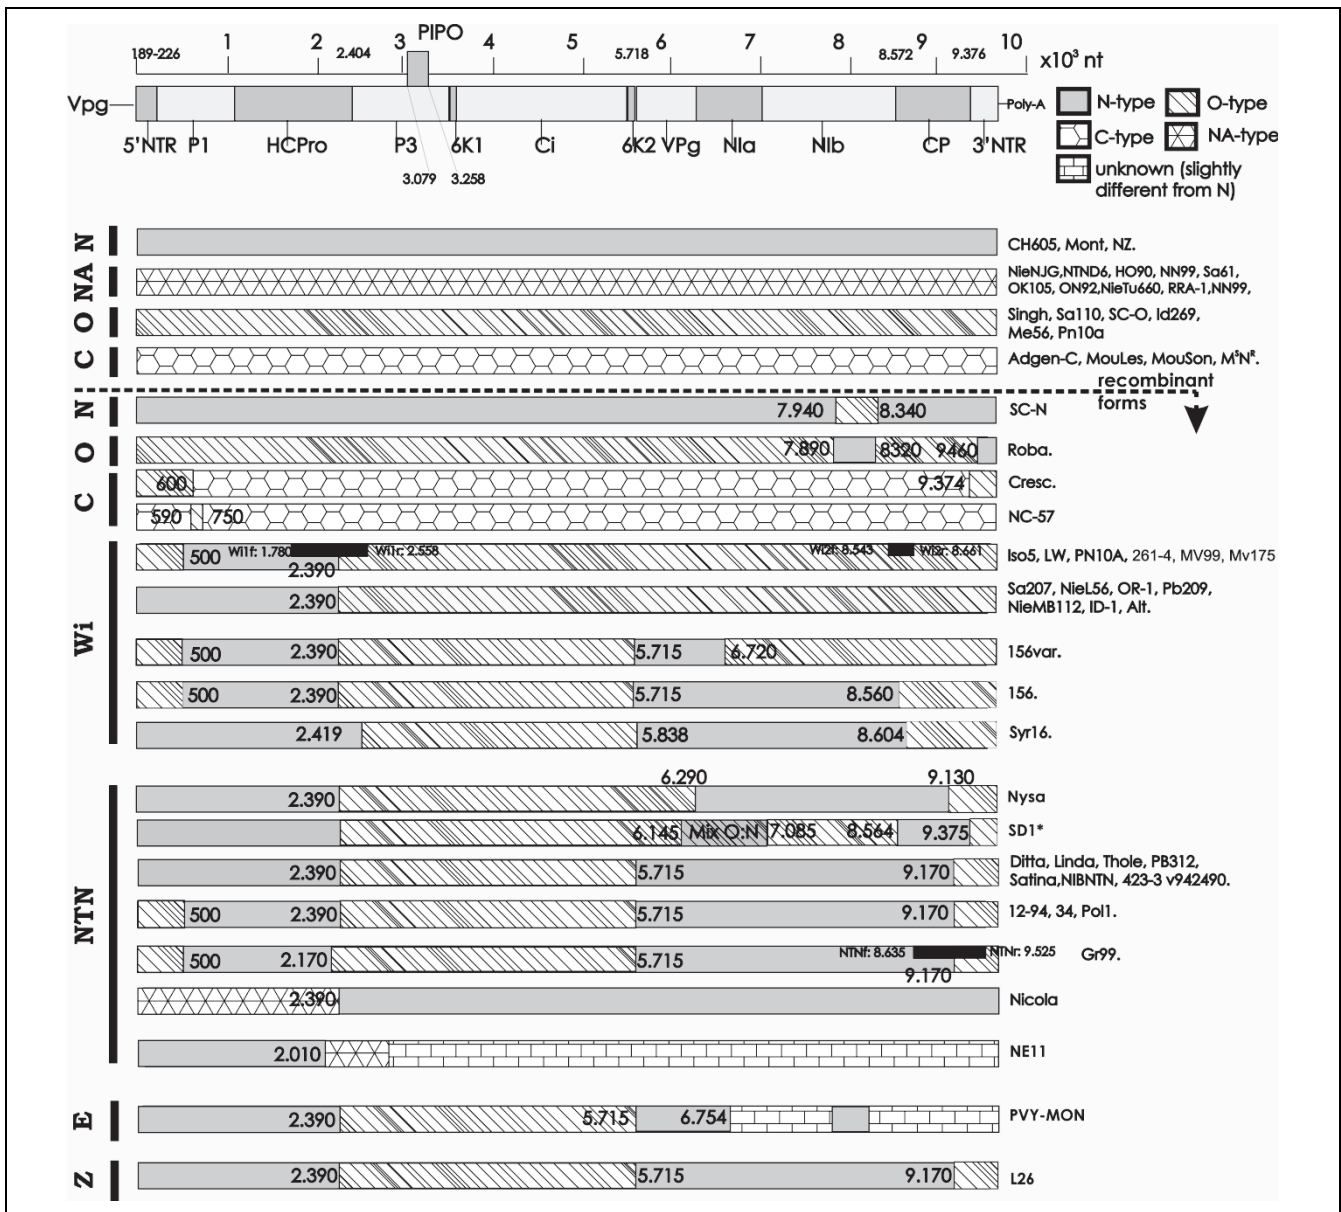 PIPO
1 2 3 4 5 6 7 8 9 10
189-226 2.404 5.718 8.572 9.376 x10³ nt
Vpg Poly-A
5'NTR P1 HCPro P3 6K1 Ci 6K2 VPg NIa NIb CP 3'NTR
3.079 3.258
N-type O-type
C-type NA-type
unknown (slightly
different from N)
N CH605, Mont, NZ.
NA NieNJG,NTND6, HO90, NN99, Sa61,
OK105, ON92,NieTu660, RRA-1,NN99,
O Singh, Sa110, SC-O, Id269,
Me56, Pn10a
C Adgen-C, MouLes, MouSon, MˢNᴿ.
recombinant
forms
N 7.940 8.340 SC-N
O 7.890 8320 9460 Roba.
C 600 9.374 Cresc.
590 750 NC-57
Wi
500 Wi1f: 1.780 Wi1r: 2.558 Wi2f: 8.543 Wi2r: 8.661 Iso5, LW, PN10A, 261-4, MV99, Mv175
2.390
2.390 Sa207, NieL56, OR-1, Pb209,
NieMB112, ID-1, Alt.
500 2.390 5.715 6.720 156var.
500 2.390 5.715 8.560 156.
2.419 5.838 8.604 Syr16.
NTN
6.290 9.130
2.390 Nysa
6.145 Mix O:N 7.085 8.564 9.375 SD1*
2.390 5.715 9.170 Ditta, Linda, Thole, PB312,
Satina,NIBNTN, 423-3 v942490.
500 2.390 5.715 9.170 12-94, 34, Pol1.
500 2.170 5.715 NTNf: 8.635 NTNr: 9.525 Gr99.
9.170
2.390 Nicola
2.010 NE11
E 2.390 5.715 6.754 PVY-MON
Z 2.390 5.715 9.170 L26